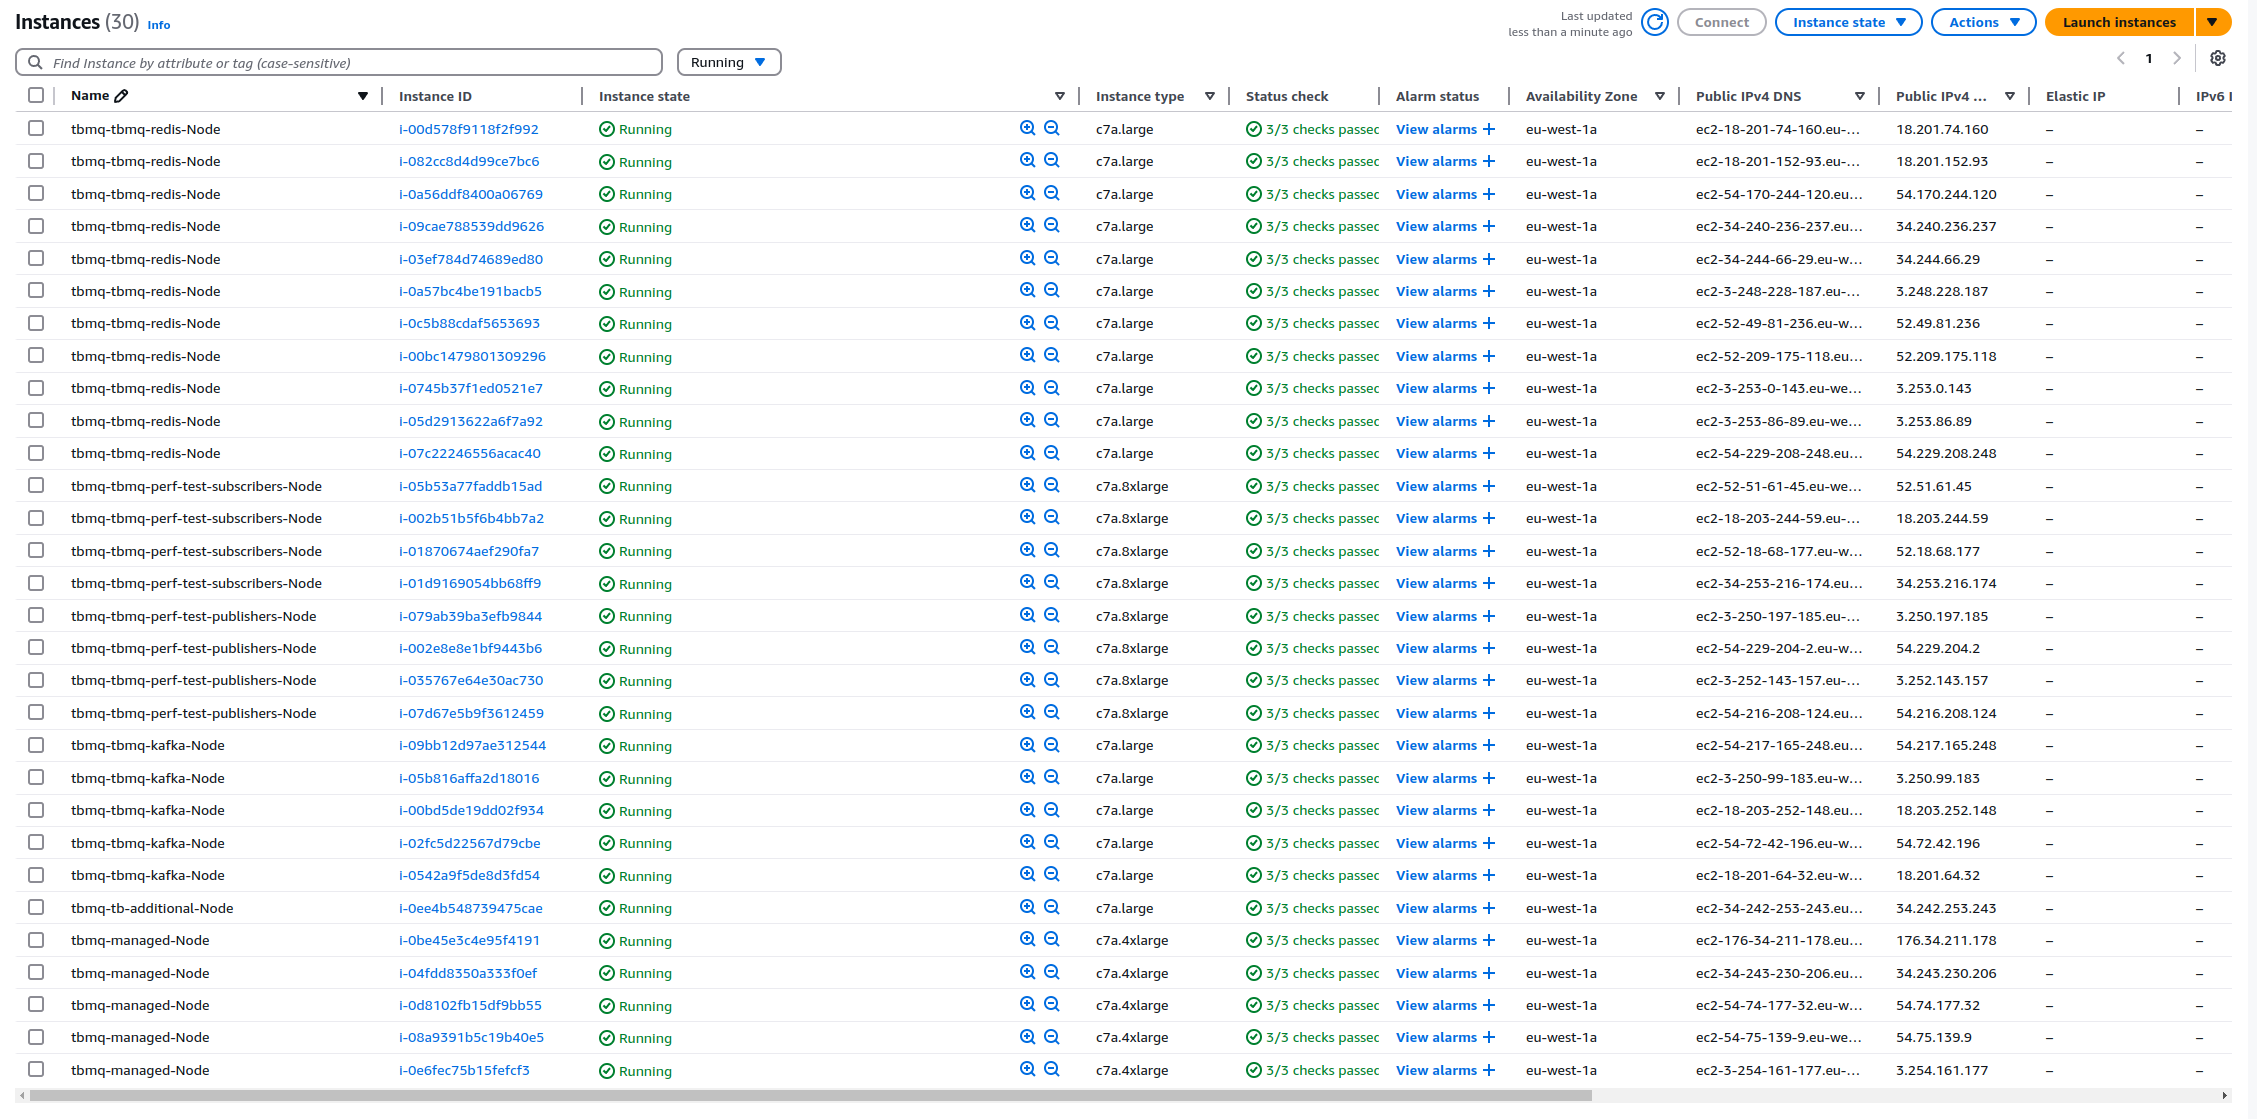 Instances (30) Info
Last updated
less than a minute ago
Connect
Instance state
Actions
Launch instances
Find Instance by attribute or tag (case-sensitive)
Running
1
Name Instance ID Instance state Instance type Status check Alarm status Availability Zone Public IPv4 DNS Public IPv4 ... Elastic IP IPv6 I
tbmq-tbmq-redis-Node i-00d578f9118f2f992 Running c7a.large 3/3 checks passec View alarms + eu-west-1a ec2-18-201-74-160.eu-... 18.201.74.160 – –
tbmq-tbmq-redis-Node i-082cc8d4d99ce7bc6 Running c7a.large 3/3 checks passec View alarms + eu-west-1a ec2-18-201-152-93.eu-... 18.201.152.93 – –
tbmq-tbmq-redis-Node i-0a56ddf8400a06769 Running c7a.large 3/3 checks passec View alarms + eu-west-1a ec2-54-170-244-120.eu... 54.170.244.120 – –
tbmq-tbmq-redis-Node i-09cae788539dd9626 Running c7a.large 3/3 checks passec View alarms + eu-west-1a ec2-34-240-236-237.eu... 34.240.236.237 – –
tbmq-tbmq-redis-Node i-03ef784d74689ed80 Running c7a.large 3/3 checks passec View alarms + eu-west-1a ec2-34-244-66-29.eu-w... 34.244.66.29 – –
tbmq-tbmq-redis-Node i-0a57bc4be191bacb5 Running c7a.large 3/3 checks passec View alarms + eu-west-1a ec2-3-248-228-187.eu-... 3.248.228.187 – –
tbmq-tbmq-redis-Node i-0c5b88cdaf5653693 Running c7a.large 3/3 checks passec View alarms + eu-west-1a ec2-52-49-81-236.eu-w... 52.49.81.236 – –
tbmq-tbmq-redis-Node i-00bc1479801309296 Running c7a.large 3/3 checks passec View alarms + eu-west-1a ec2-52-209-175-118.eu... 52.209.175.118 – –
tbmq-tbmq-redis-Node i-0745b37f1ed0521e7 Running c7a.large 3/3 checks passec View alarms + eu-west-1a ec2-3-253-0-143.eu-we... 3.253.0.143 – –
tbmq-tbmq-redis-Node i-05d2913622a6f7a92 Running c7a.large 3/3 checks passec View alarms + eu-west-1a ec2-3-253-86-89.eu-we... 3.253.86.89 – –
tbmq-tbmq-redis-Node i-07c22246556acac40 Running c7a.large 3/3 checks passec View alarms + eu-west-1a ec2-54-229-208-248.eu... 54.229.208.248 – –
tbmq-tbmq-perf-test-subscribers-Node i-05b53a77faddb15ad Running c7a.8xlarge 3/3 checks passec View alarms + eu-west-1a ec2-52-51-61-45.eu-we... 52.51.61.45 – –
tbmq-tbmq-perf-test-subscribers-Node i-002b51b5f6b4bb7a2 Running c7a.8xlarge 3/3 checks passec View alarms + eu-west-1a ec2-18-203-244-59.eu-... 18.203.244.59 – –
tbmq-tbmq-perf-test-subscribers-Node i-01870674aef290fa7 Running c7a.8xlarge 3/3 checks passec View alarms + eu-west-1a ec2-52-18-68-177.eu-w... 52.18.68.177 – –
tbmq-tbmq-perf-test-subscribers-Node i-01d9169054bb68ff9 Running c7a.8xlarge 3/3 checks passec View alarms + eu-west-1a ec2-34-253-216-174.eu... 34.253.216.174 – –
tbmq-tbmq-perf-test-publishers-Node i-079ab39ba3efb9844 Running c7a.8xlarge 3/3 checks passec View alarms + eu-west-1a ec2-3-250-197-185.eu-... 3.250.197.185 – –
tbmq-tbmq-perf-test-publishers-Node i-002e8e8e1bf9443b6 Running c7a.8xlarge 3/3 checks passec View alarms + eu-west-1a ec2-54-229-204-2.eu-w... 54.229.204.2 – –
tbmq-tbmq-perf-test-publishers-Node i-035767e64e30ac730 Running c7a.8xlarge 3/3 checks passec View alarms + eu-west-1a ec2-3-252-143-157.eu-... 3.252.143.157 – –
tbmq-tbmq-perf-test-publishers-Node i-07d67e5b9f3612459 Running c7a.8xlarge 3/3 checks passec View alarms + eu-west-1a ec2-54-216-208-124.eu... 54.216.208.124 – –
tbmq-tbmq-kafka-Node i-09bb12d97ae312544 Running c7a.large 3/3 checks passec View alarms + eu-west-1a ec2-54-217-165-248.eu... 54.217.165.248 – –
tbmq-tbmq-kafka-Node i-05b816affa2d18016 Running c7a.large 3/3 checks passec View alarms + eu-west-1a ec2-3-250-99-183.eu-w... 3.250.99.183 – –
tbmq-tbmq-kafka-Node i-00bd5de19dd02f934 Running c7a.large 3/3 checks passec View alarms + eu-west-1a ec2-18-203-252-148.eu... 18.203.252.148 – –
tbmq-tbmq-kafka-Node i-02fc5d22567d79cbe Running c7a.large 3/3 checks passec View alarms + eu-west-1a ec2-54-72-42-196.eu-w... 54.72.42.196 – –
tbmq-tbmq-kafka-Node i-0542a9f5de8d3fd54 Running c7a.large 3/3 checks passec View alarms + eu-west-1a ec2-18-201-64-32.eu-w... 18.201.64.32 – –
tbmq-tb-additional-Node i-0ee4b548739475cae Running c7a.large 3/3 checks passec View alarms + eu-west-1a ec2-34-242-253-243.eu... 34.242.253.243 – –
tbmq-managed-Node i-0be45e3c4e95f4191 Running c7a.4xlarge 3/3 checks passec View alarms + eu-west-1a ec2-176-34-211-178.eu... 176.34.211.178 – –
tbmq-managed-Node i-04fdd8350a333f0ef Running c7a.4xlarge 3/3 checks passec View alarms + eu-west-1a ec2-34-243-230-206.eu... 34.243.230.206 – –
tbmq-managed-Node i-0d8102fb15df9bb55 Running c7a.4xlarge 3/3 checks passec View alarms + eu-west-1a ec2-54-74-177-32.eu-w... 54.74.177.32 – –
tbmq-managed-Node i-08a9391b5c19b40e5 Running c7a.4xlarge 3/3 checks passec View alarms + eu-west-1a ec2-54-75-139-9.eu-we... 54.75.139.9 – –
tbmq-managed-Node i-0e6fec75b15fefcf3 Running c7a.4xlarge 3/3 checks passec View alarms + eu-west-1a ec2-3-254-161-177.eu-... 3.254.161.177 – –